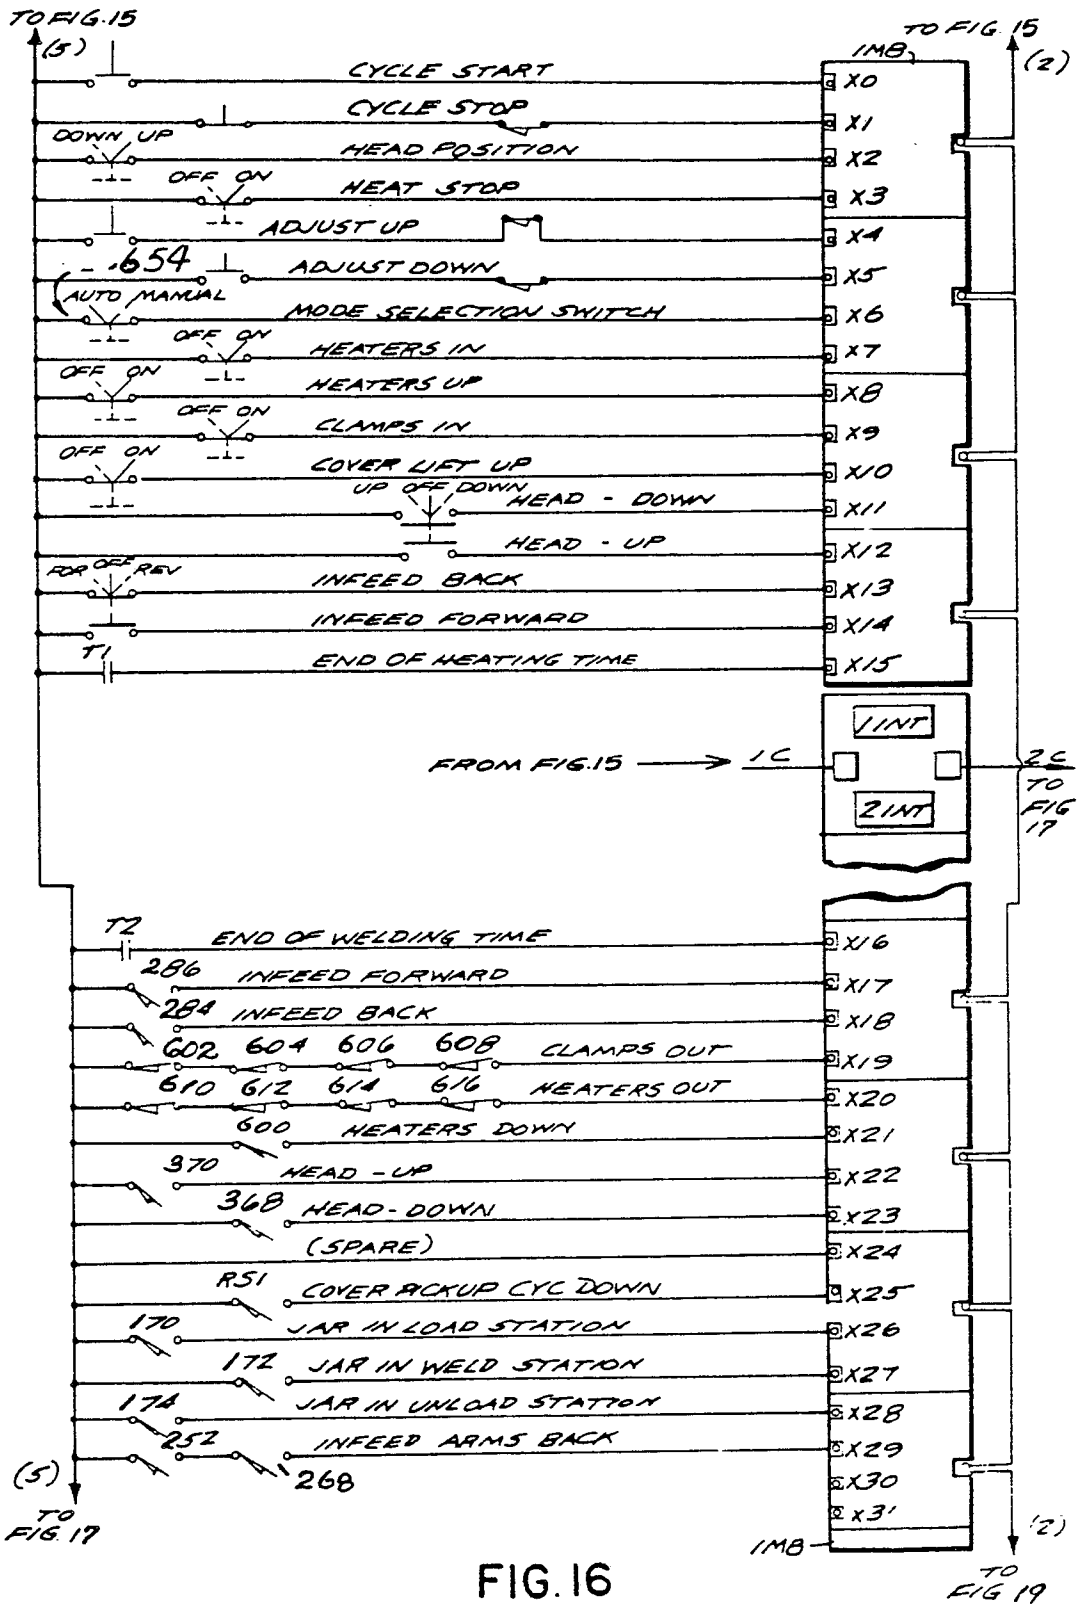 TO FIG. 15
(5)
TO FIG. 15
(2)
1M8
CYCLE START
X0
CYCLE STOP
X1
DOWN UP
HEAD POSITION
X2
OFF ON
HEAT STOP
X3
ADJUST UP
X4
654
ADJUST DOWN
X5
AUTO MANUAL
MODE SELECTION SWITCH
X6
OFF ON
HEATERS IN
X7
OFF ON
HEATERS UP
X8
OFF ON
CLAMPS IN
X9
OFF ON
COVER LIFT UP
X10
UP OFF DOWN
HEAD - DOWN
X11
HEAD - UP
X12
FOR OFF REV
INFEED BACK
X13
INFEED FORWARD
X14
T1
END OF HEATING TIME
X15
1 INT
FROM FIG. 15
1C
2C
TO
FIG
17
2 INT
T2
END OF WELDING TIME
X16
286
INFEED FORWARD
X17
284
INFEED BACK
X18
602 604 606 608
CLAMPS OUT
X19
610 612 614 616
HEATERS OUT
X20
600
HEATERS DOWN
X21
370
HEAD - UP
X22
368
HEAD - DOWN
X23
(SPARE)
X24
RS1
COVER PICKUP CYC DOWN
X25
170
JAR IN LOAD STATION
X26
172
JAR IN WELD STATION
X27
174
JAR IN UNLOAD STATION
X28
252
268
INFEED ARMS BACK
X29
X30
X31
(5)
TO
FIG. 17
1M8
(2)
TO
FIG 19
FIG. 16